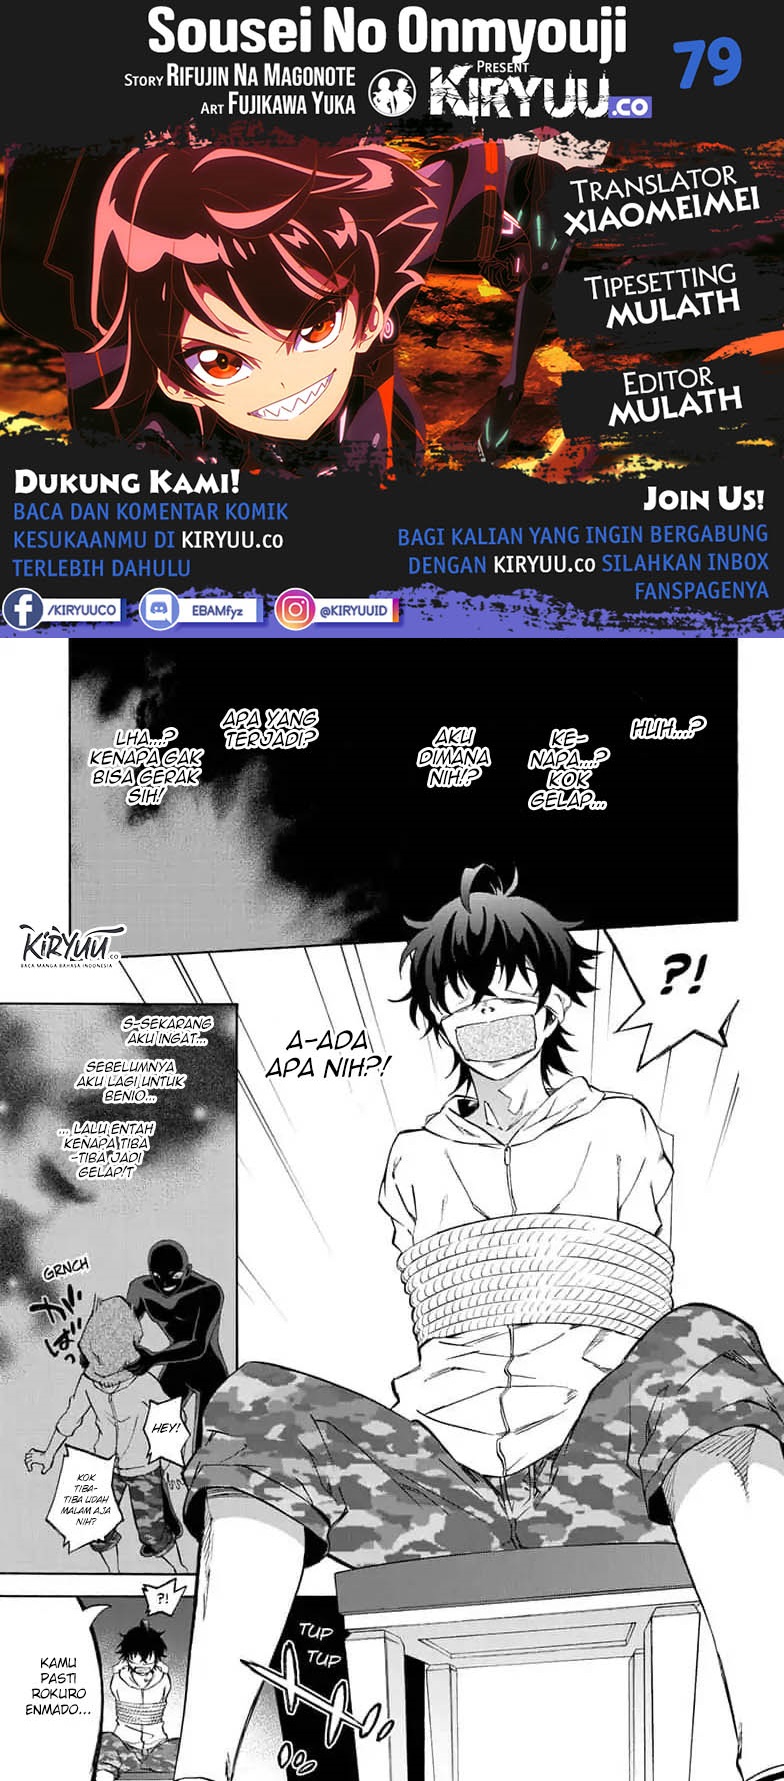 Sousei No Onmyouji
79
Story Rifujin Na Magonote
Art Fujikawa Yuka
Present
KIRYUU.co
Translator
XIAOMEIMEI
Tipesetting
MULATH
Editor
MULATH
Dukung Kami!
BACA DAN KOMENTAR KOMIK
KESUKAANMU DI KIRYUU.co
TERLEBIH DAHULU
Join Us!
BAGI KALIAN YANG INGIN BERGABUNG
DENGAN KIRYUU.co SILAHKAN INBOX
FANSPAGENYA
/KIRYUUCO
EBAMfyz
@KIRYUUID
HUH...?
KE-
NAPA...?
KOK
GELAP...
AKU
DIMANA
NIH!?
APA YANG
TERJADI?
LHA...?
KENAPA GAK
BISA GERAK
SIH!
KIRYUU.co
BACA MANGA BAHASA INDONESIA
?!
A-ADA
APA NIH?!
S-SEKARANG
AKU INGAT...
SEBELUMNYA
AKU LAGI UNTUK
BENIO...
... LALU ENTAH
KENAPA TIBA
-TIBA JADI
GELAP!T
GRNCH
HEY!
KOK
TIBA-
TIBA UDAH
MALAM AJA
NIH?
?!
KAMU
PASTI
ROKURO
ENMADO...
TUP
TUP